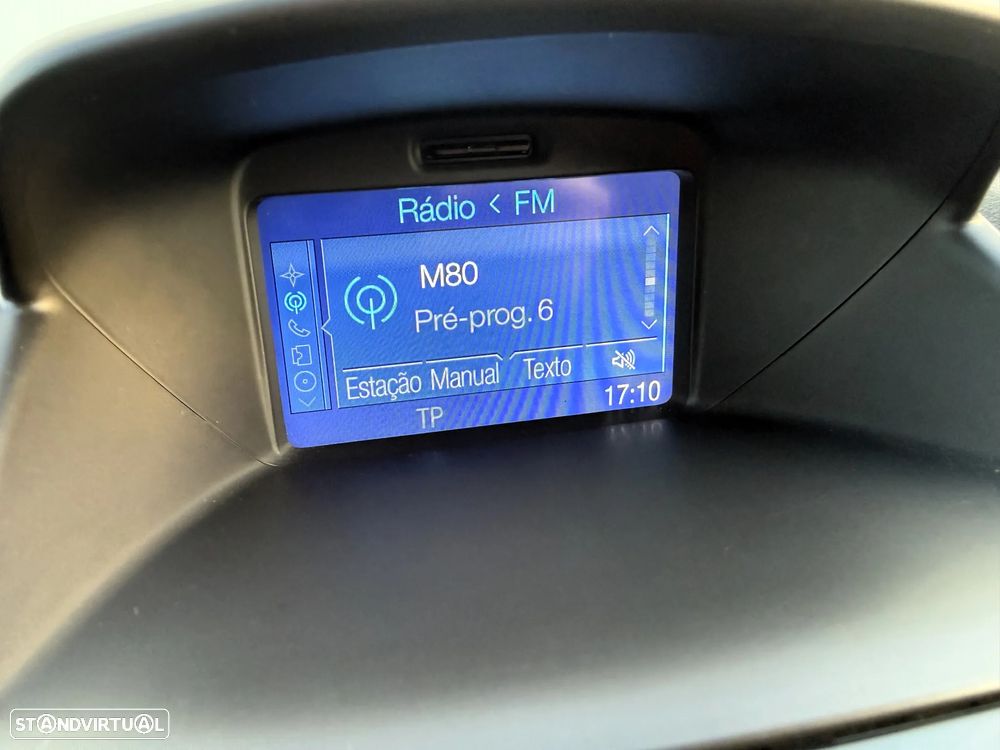 Rádio < FM
M80
Pré-prog. 6
Estação Manual Texto
TP 17:10
STANDVIRTUAL